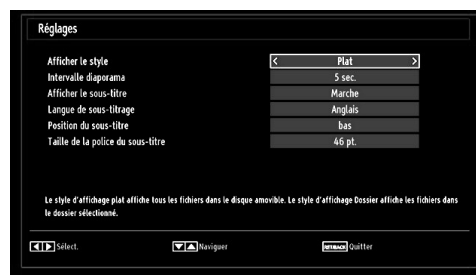 Réglages
Afficher le style < Plat >
Intervalle diaporama 5 sec.
Afficher le sous-titre Marche
Langue de sous-titrage Anglais
Position du sous-titre bas
Taille de la police du sous-titre 46 pt.
Le style d'affichage plat affiche tous les fichiers dans le disque amovible. Le style d'affichage Dossier affiche les fichiers dans
le dossier sélectionné.
Sélect. Naviguer Quitter